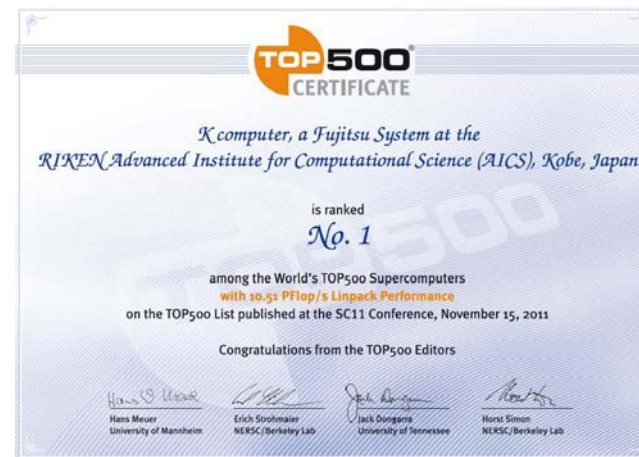 TOP 500®
CERTIFICATE
K computer, a Fujitsu System at the
RIKEN Advanced Institute for Computational Science (AICS), Kobe, Japan
is ranked
No. 1
among the World's TOP500 Supercomputers
with 10.51 PFlop/s Linpack Performance
on the TOP500 List published at the SC11 Conference, November 15, 2011
Congratulations from the TOP500 Editors
Hans Meuer
University of Mannheim
Erich Strohmaier
NERSC/Berkeley Lab
Jack Dongarra
University of Tennessee
Horst Simon
NERSC/Berkeley Lab